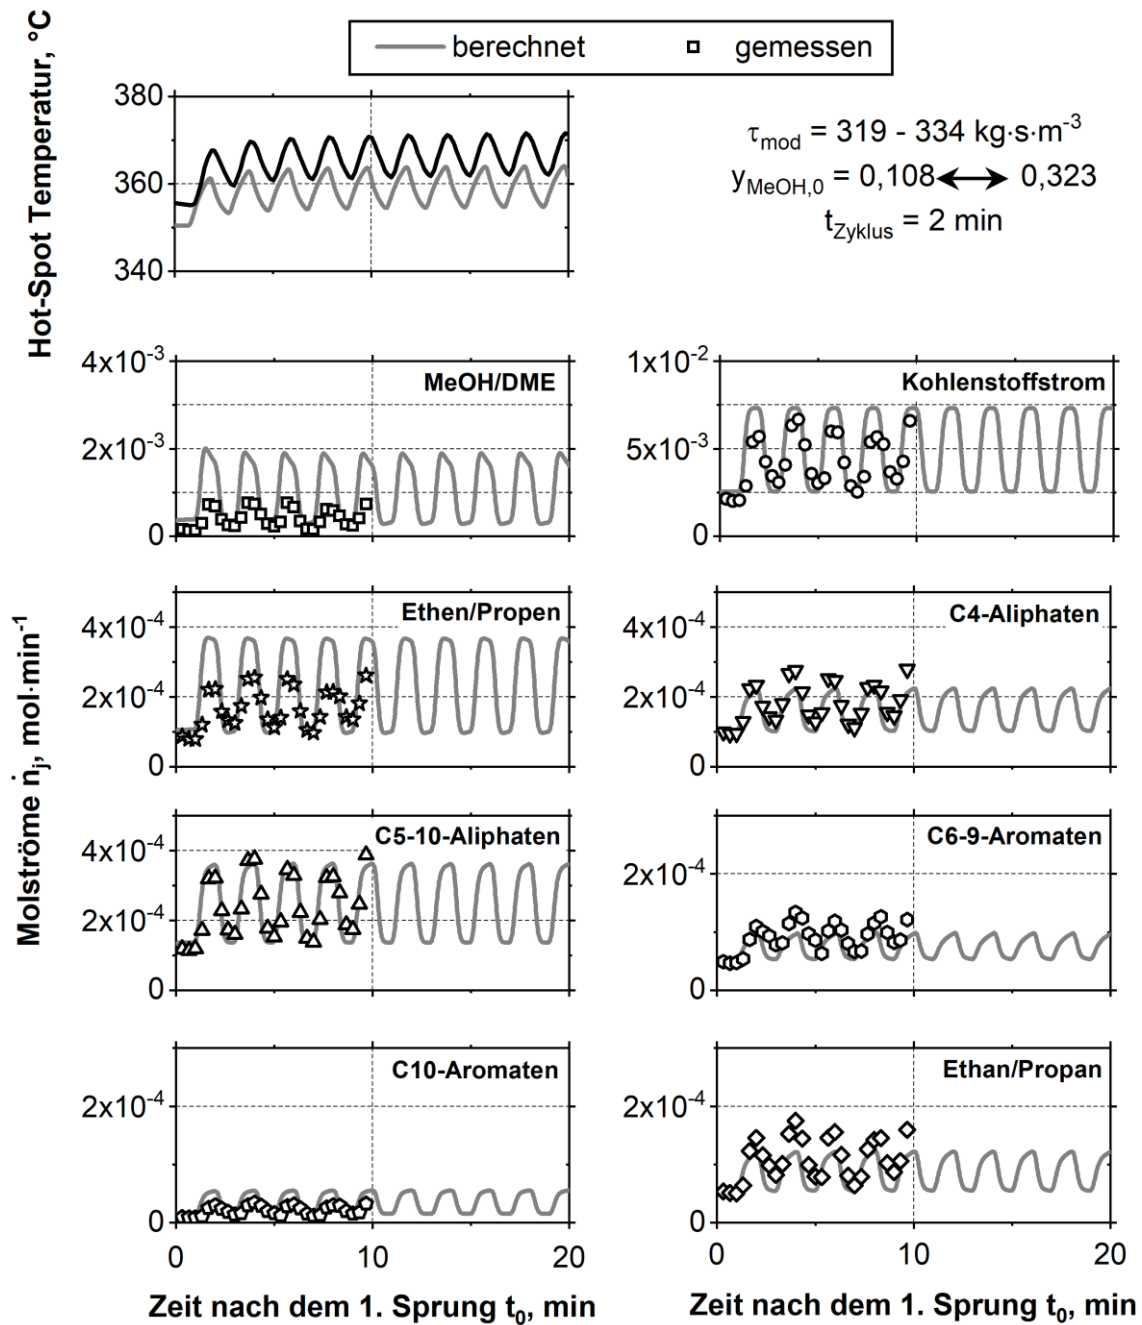 berechnet
gemessen
Hot-Spot Temperatur, °C
380
360
340
τmod = 319 - 334 kg·s·m-3
yMeOH,0 = 0,108 ↔ 0,323
tZyklus = 2 min
Molströme ṅj, mol·min-1
4x10-3
2x10-3
0
MeOH/DME
1x10-2
5x10-3
0
Kohlenstoffstrom
4x10-4
2x10-4
0
Ethen/Propen
4x10-4
2x10-4
0
C4-Aliphaten
4x10-4
2x10-4
0
C5-10-Aliphaten
2x10-4
0
C6-9-Aromaten
2x10-4
0
C10-Aromaten
2x10-4
0
Ethan/Propan
0 10 20
0 10 20
Zeit nach dem 1. Sprung t0, min
Zeit nach dem 1. Sprung t0, min